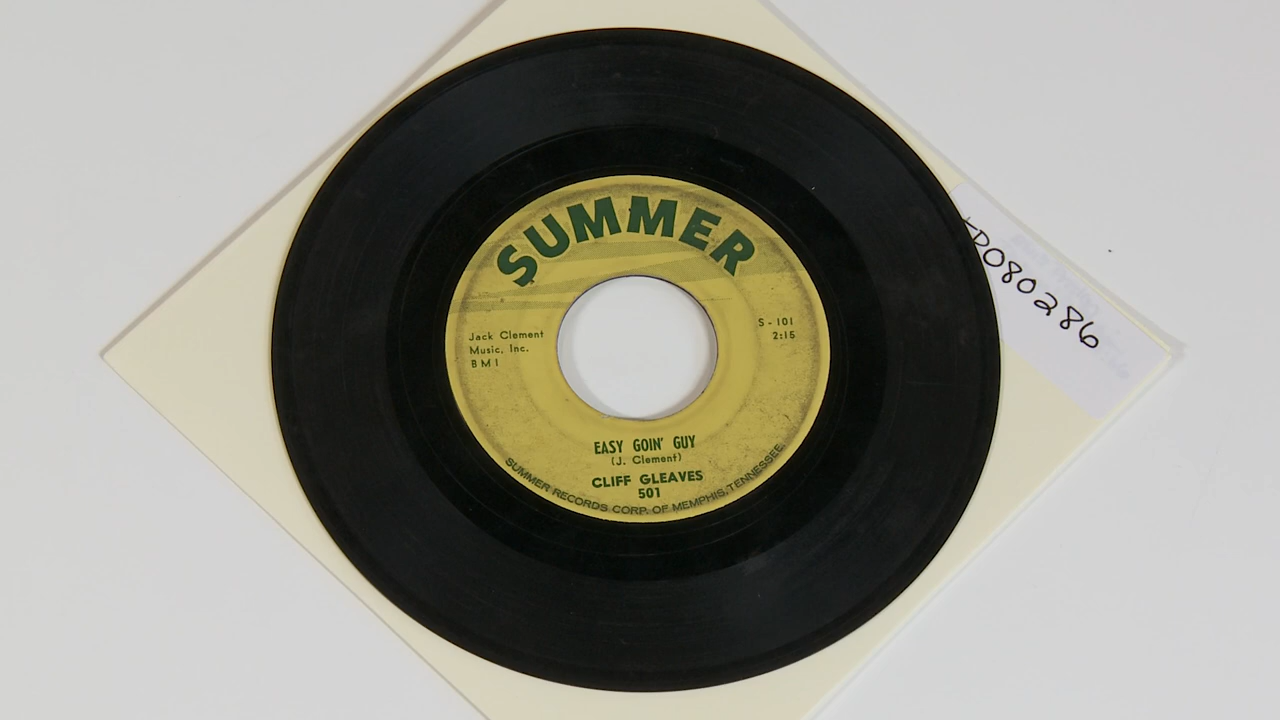 SUMMER
Jack Clement
Music, Inc.
BMI
S-101
2:15
EASY GOIN' GUY
(J. Clement)
CLIFF GLEAVES
501
SUMMER RECORDS CORP. OF MEMPHIS, TENNESSEE